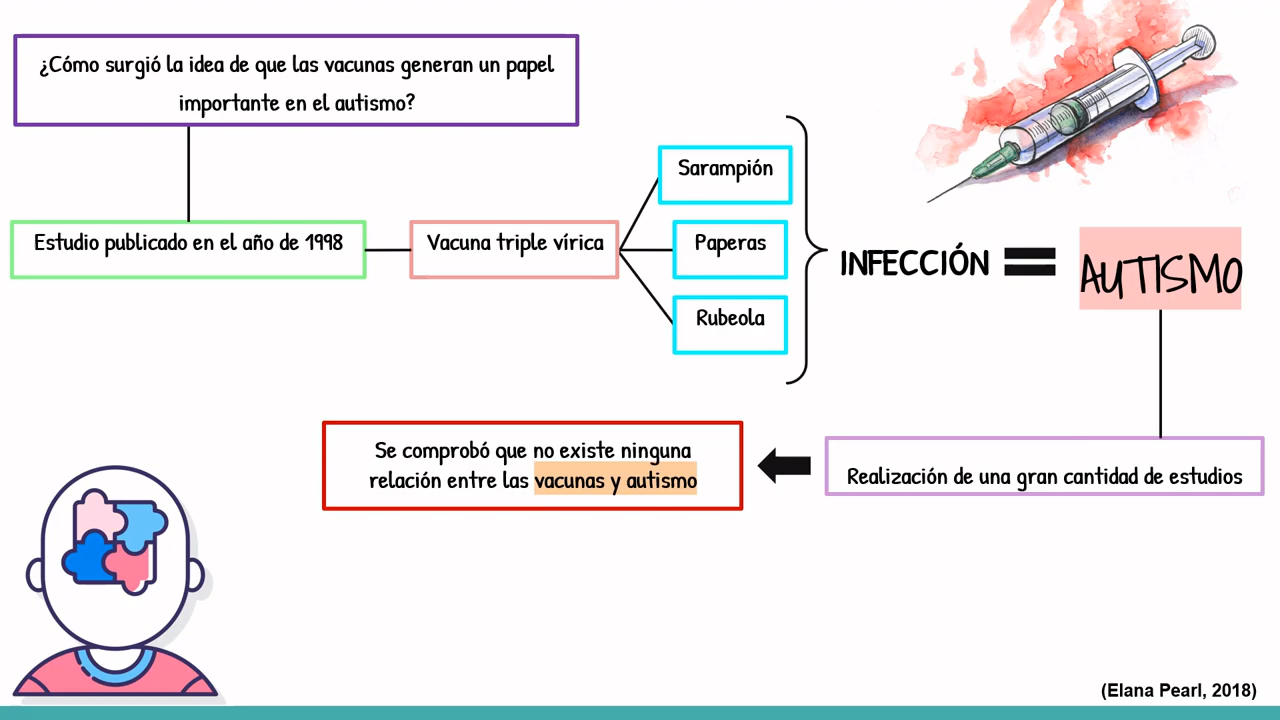 ¿Cómo surgió la idea de que las vacunas generan un papel
importante en el autismo?
Estudio publicado en el año de 1998
Vacuna triple vírica
Sarampión
Paperas
Rubeola
INFECCIÓN
AUTISMO
Realización de una gran cantidad de estudios
Se comprobó que no existe ninguna
relación entre las vacunas y autismo
(Elana Pearl, 2018)